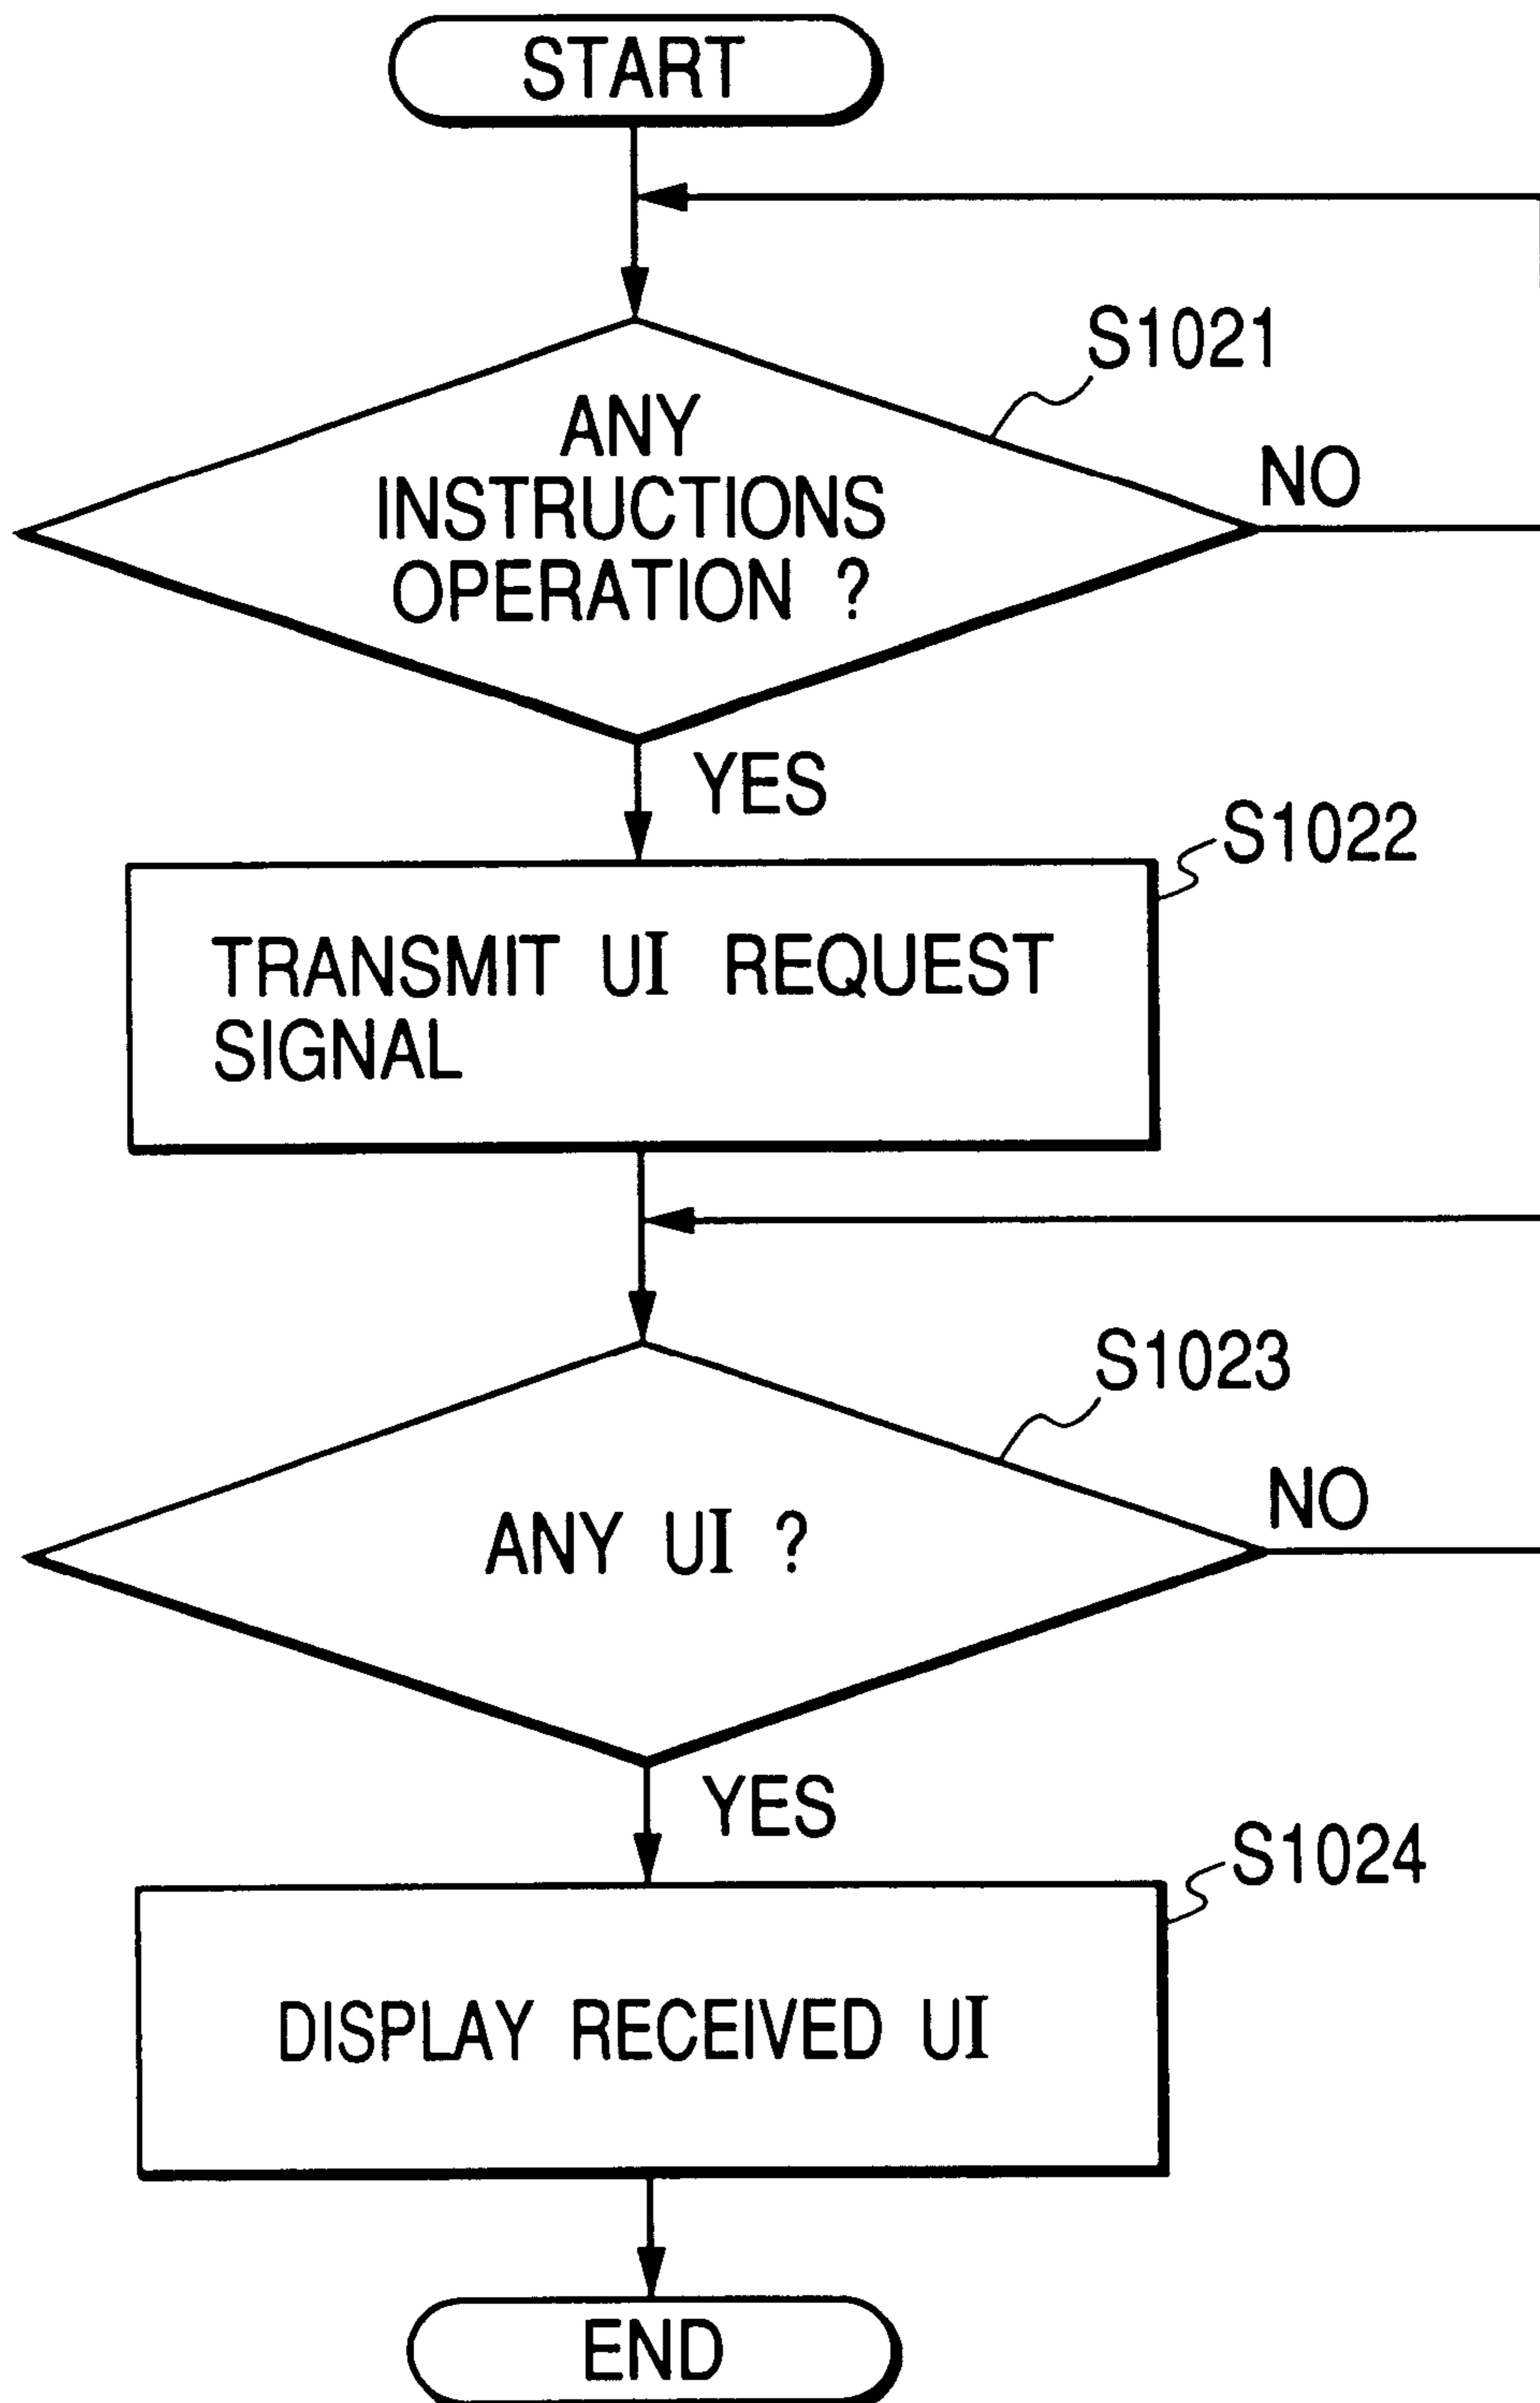 START
S1021
ANY
INSTRUCTIONS
OPERATION ?
NO
YES
S1022
TRANSMIT UI REQUEST
SIGNAL
S1023
ANY UI ?
NO
YES
S1024
DISPLAY RECEIVED UI
END